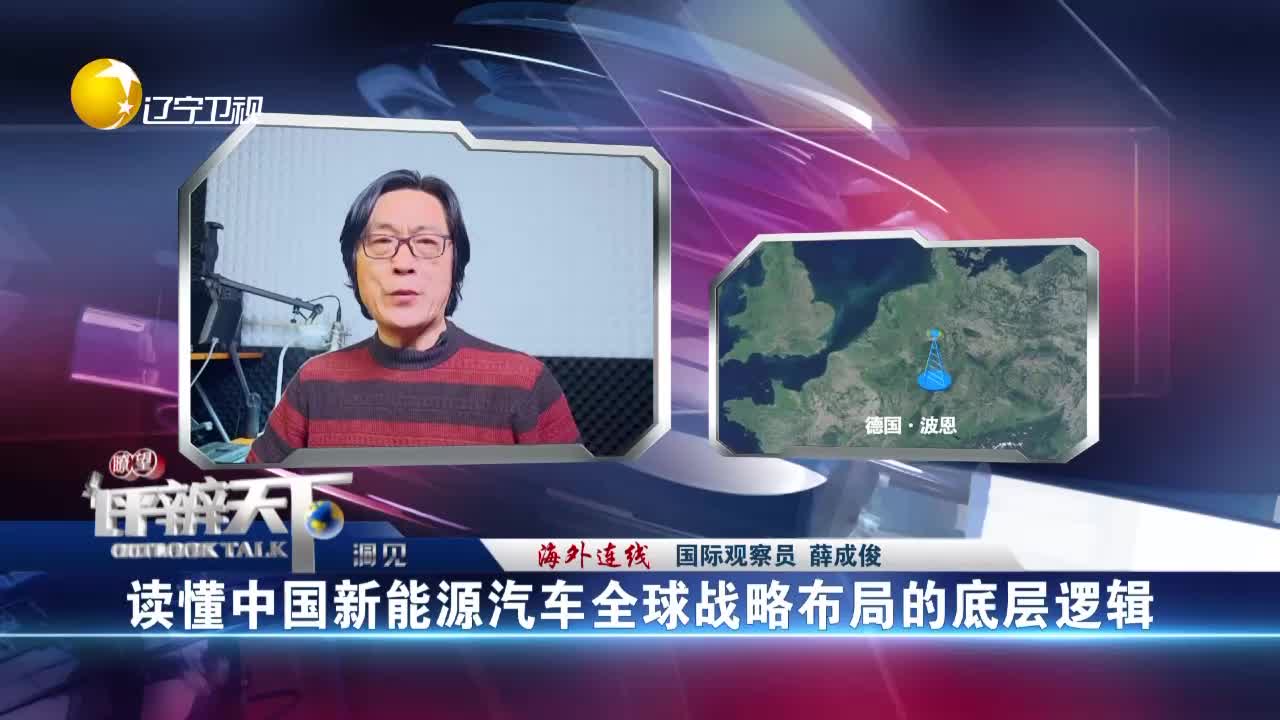 辽宁卫视
德国·波恩
瞭望
评辨天下
OUTLOOK TALK
洞见
海外连线 国际观察员 薛成俊
读懂中国新能源汽车全球战略布局的底层逻辑